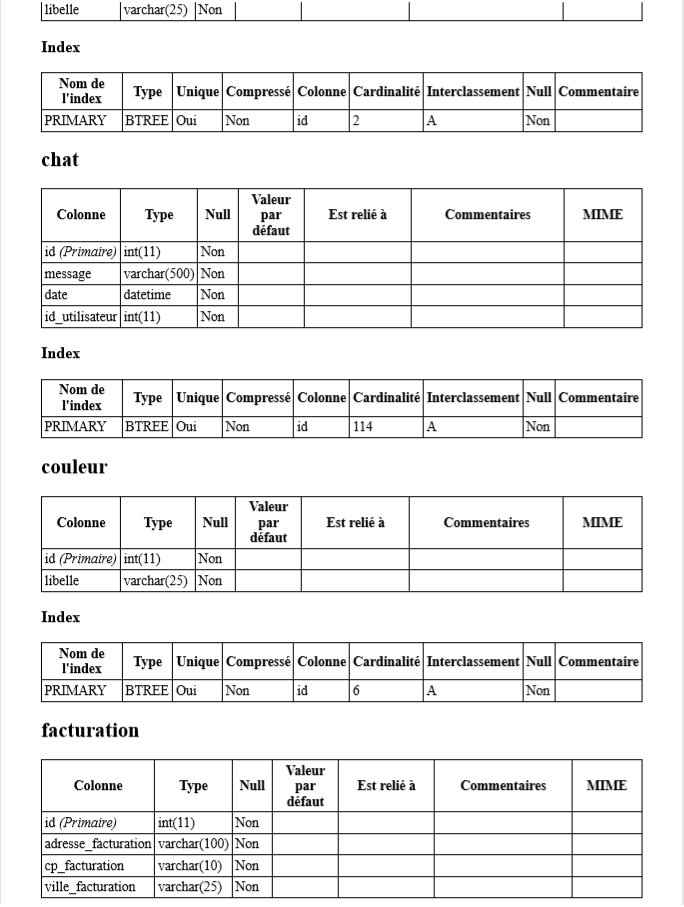 libelle varchar(25) Non
Index
Nom de l'index Type Unique Compressé Colonne Cardinalité Interclassement Null Commentaire
PRIMARY BTREE Oui Non id 2 A Non
chat
Colonne Type Null Valeur par défaut Est relié à Commentaires MIME
id (Primaire) int(11) Non
message varchar(500) Non
date datetime Non
id_utilisateur int(11) Non
Index
Nom de l'index Type Unique Compressé Colonne Cardinalité Interclassement Null Commentaire
PRIMARY BTREE Oui Non id 114 A Non
couleur
Colonne Type Null Valeur par défaut Est relié à Commentaires MIME
id (Primaire) int(11) Non
libelle varchar(25) Non
Index
Nom de l'index Type Unique Compressé Colonne Cardinalité Interclassement Null Commentaire
PRIMARY BTREE Oui Non id 6 A Non
facturation
Colonne Type Null Valeur par défaut Est relié à Commentaires MIME
id (Primaire) int(11) Non
adresse_facturation varchar(100) Non
cp_facturation varchar(10) Non
ville_facturation varchar(25) Non